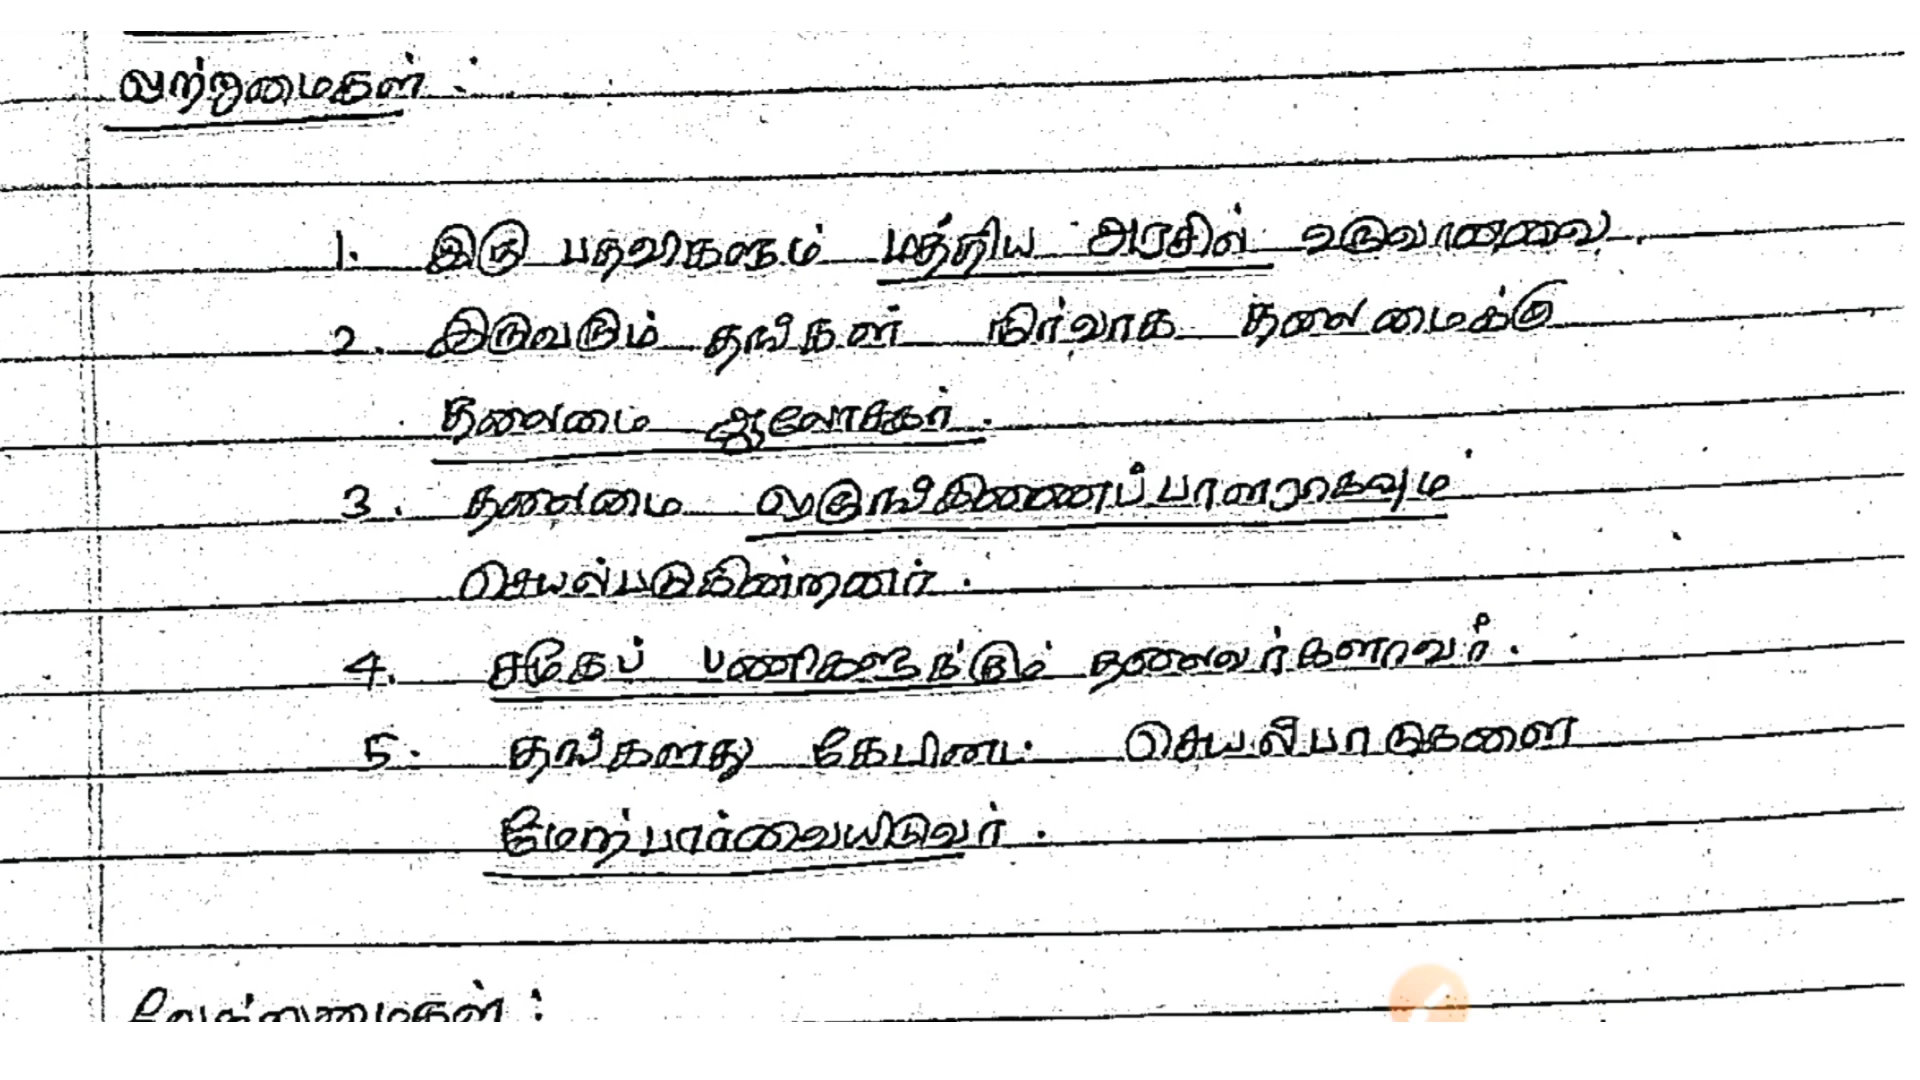 ஒற்றுமைகள் :
1. இரு பதவிகளும் மத்திய அரசில் உருவானவை.
2. இருவரும் தங்கள் நிர்வாக தலைமைக்கு
தலைமை ஆலோசகர்.
3. தலைமை ஒருங்கிணைப்பாளராகவும்
செயல்படுகின்றனர்.
4. சமூகப் பணிகளுக்கும் தலைவர்களாவர்.
5. தங்களது கேபினட் செயல்பாடுகளை
மேற்பார்வையிடுவர்.
வேற்றுமைகள் :